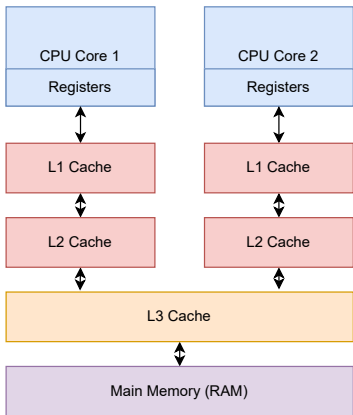 CPU Core 1
CPU Core 2
Registers
Registers
L1 Cache
L1 Cache
L2 Cache
L2 Cache
L3 Cache
Main Memory (RAM)